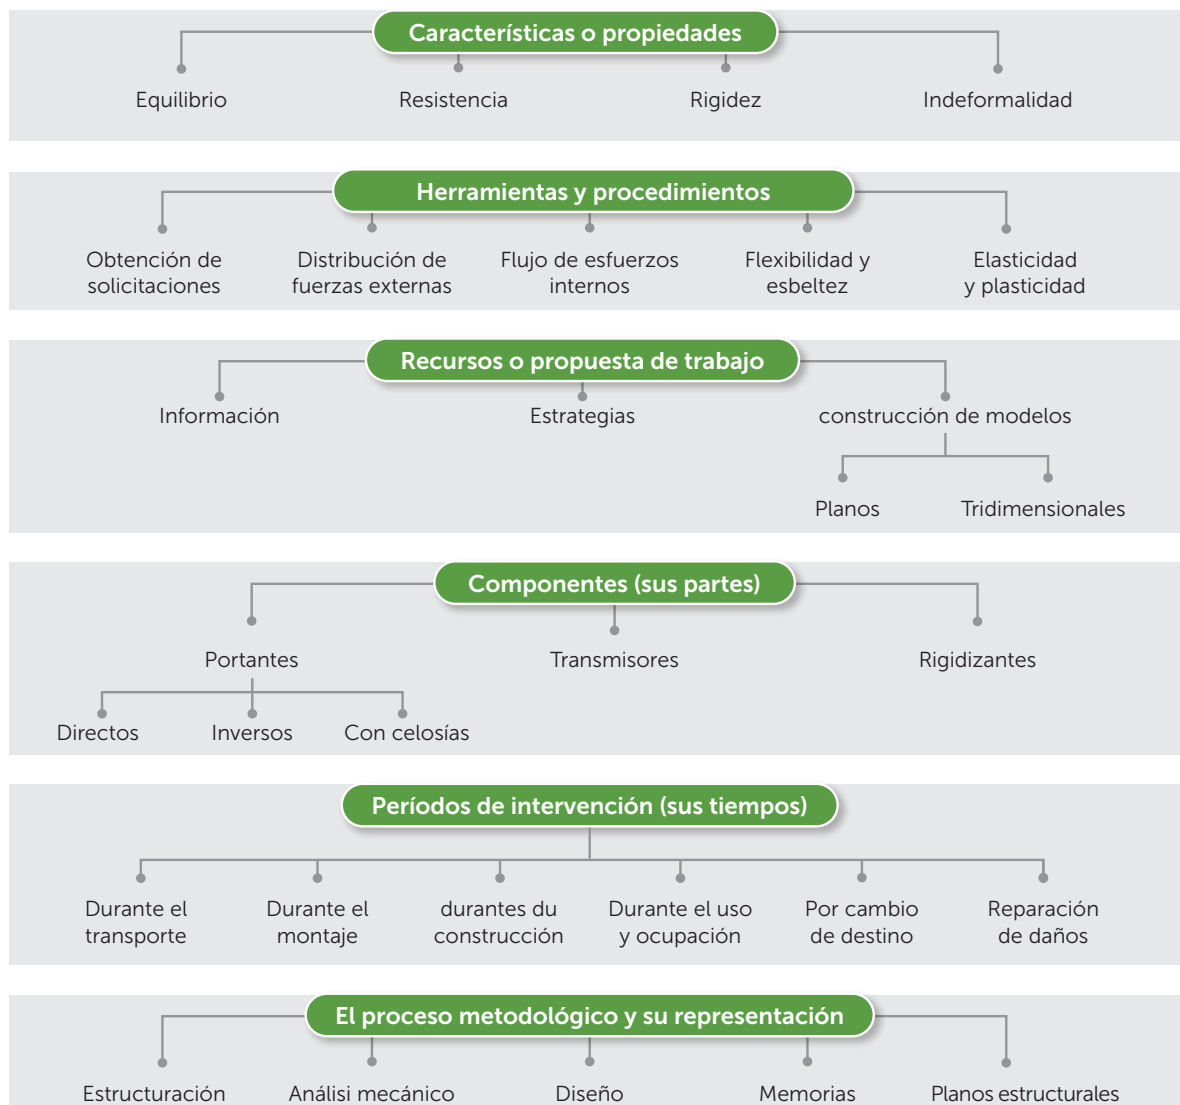 Características o propiedades
Equilibrio
Resistencia
Rigidez
Indeformalidad
Herramientas y procedimientos
Obtención de
solicitaciones
Distribución de
fuerzas externas
Flujo de esfuerzos
internos
Flexibilidad y
esbeltez
Elasticidad
y plasticidad
Recursos o propuesta de trabajo
Información
Estrategias
construcción de modelos
Planos
Tridimensionales
Componentes (sus partes)
Portantes
Transmisores
Rigidizantes
Directos
Inversos
Con celosías
Períodos de intervención (sus tiempos)
Durante el
transporte
Durante el
montaje
durantes du
construcción
Durante el uso
y ocupación
Por cambio
de destino
Reparación
de daños
El proceso metodológico y su representación
Estructuración
Análisi mecánico
Diseño
Memorias
Planos estructurales